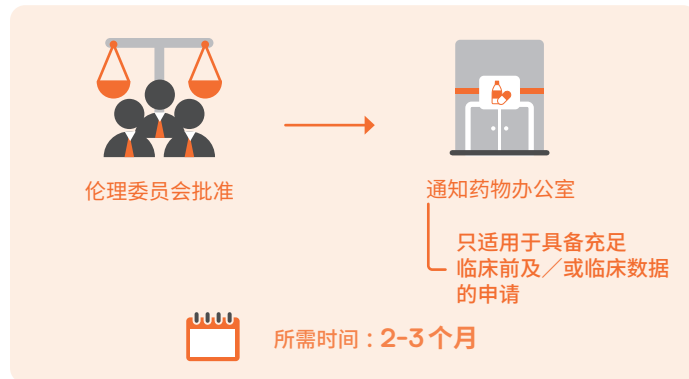 伦理委员会批准
通知药物办公室
只适用于具备充足
临床前及／或临床数据
的申请
所需时间：2-3个月